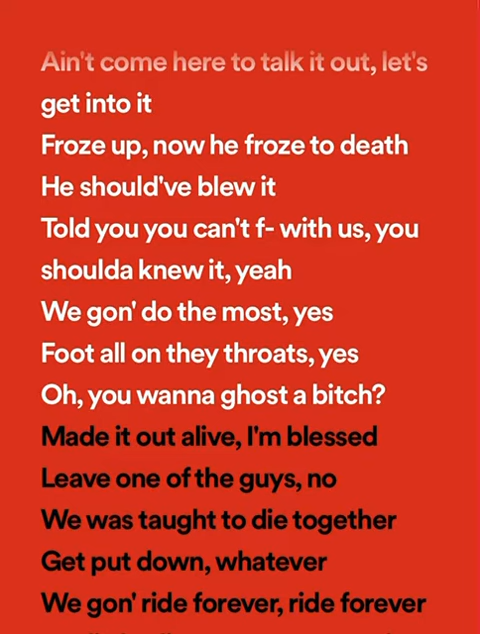 Ain't come here to talk it out, let's
get into it
Froze up, now he froze to death
He should've blew it
Told you you can't f- with us, you
shoulda knew it, yeah
We gon' do the most, yes
Foot all on they throats, yes
Oh, you wanna ghost a bitch?
Made it out alive, I'm blessed
Leave one of the guys, no
We was taught to die together
Get put down, whatever
We gon' ride forever, ride forever